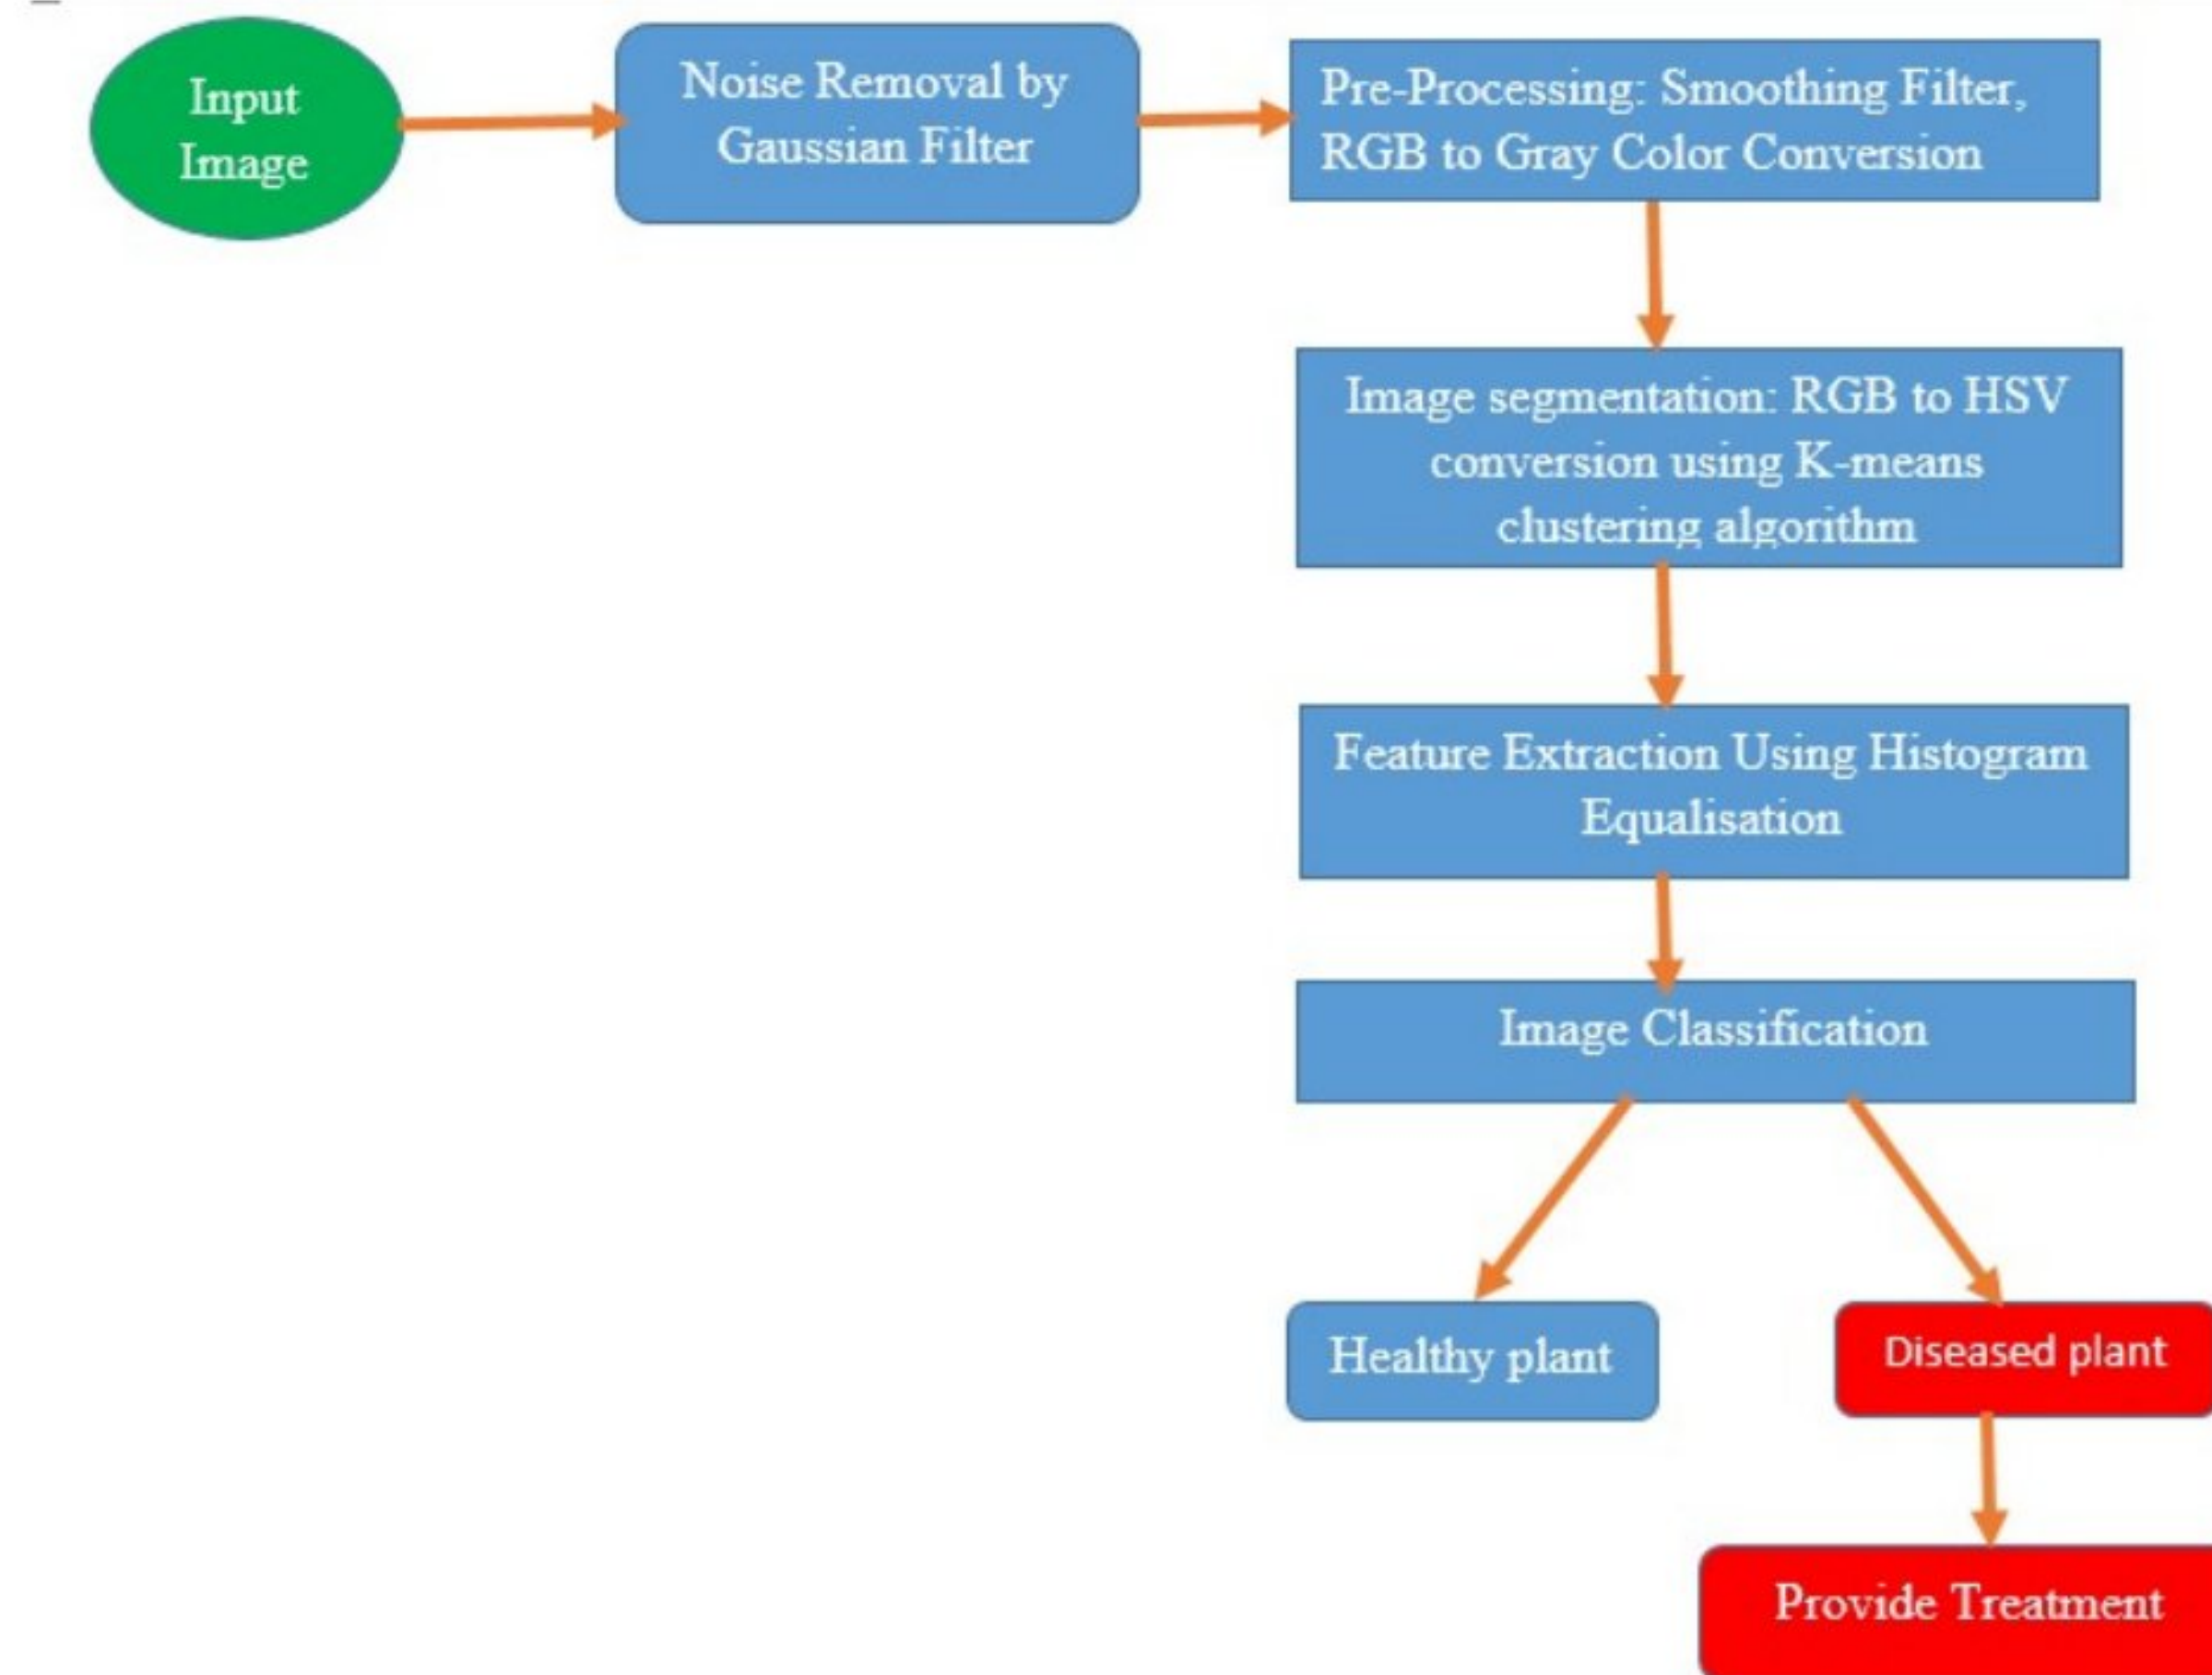 Input
Image
Noise Removal by
Gaussian Filter
Pre-Processing: Smoothing Filter,
RGB to Gray Color Conversion
Image segmentation: RGB to HSV
conversion using K-means
clustering algorithm
Feature Extraction Using Histogram
Equalisation
Image Classification
Healthy plant
Diseased plant
Provide Treatment